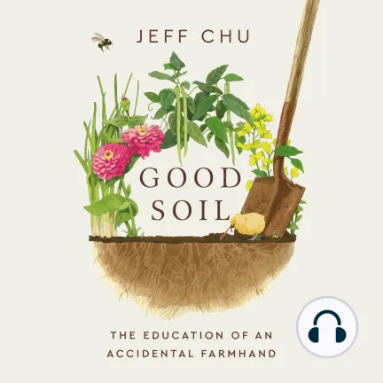 JEFF CHU
GOOD
SOIL
THE EDUCATION OF AN
ACCIDENTAL FARMHAND